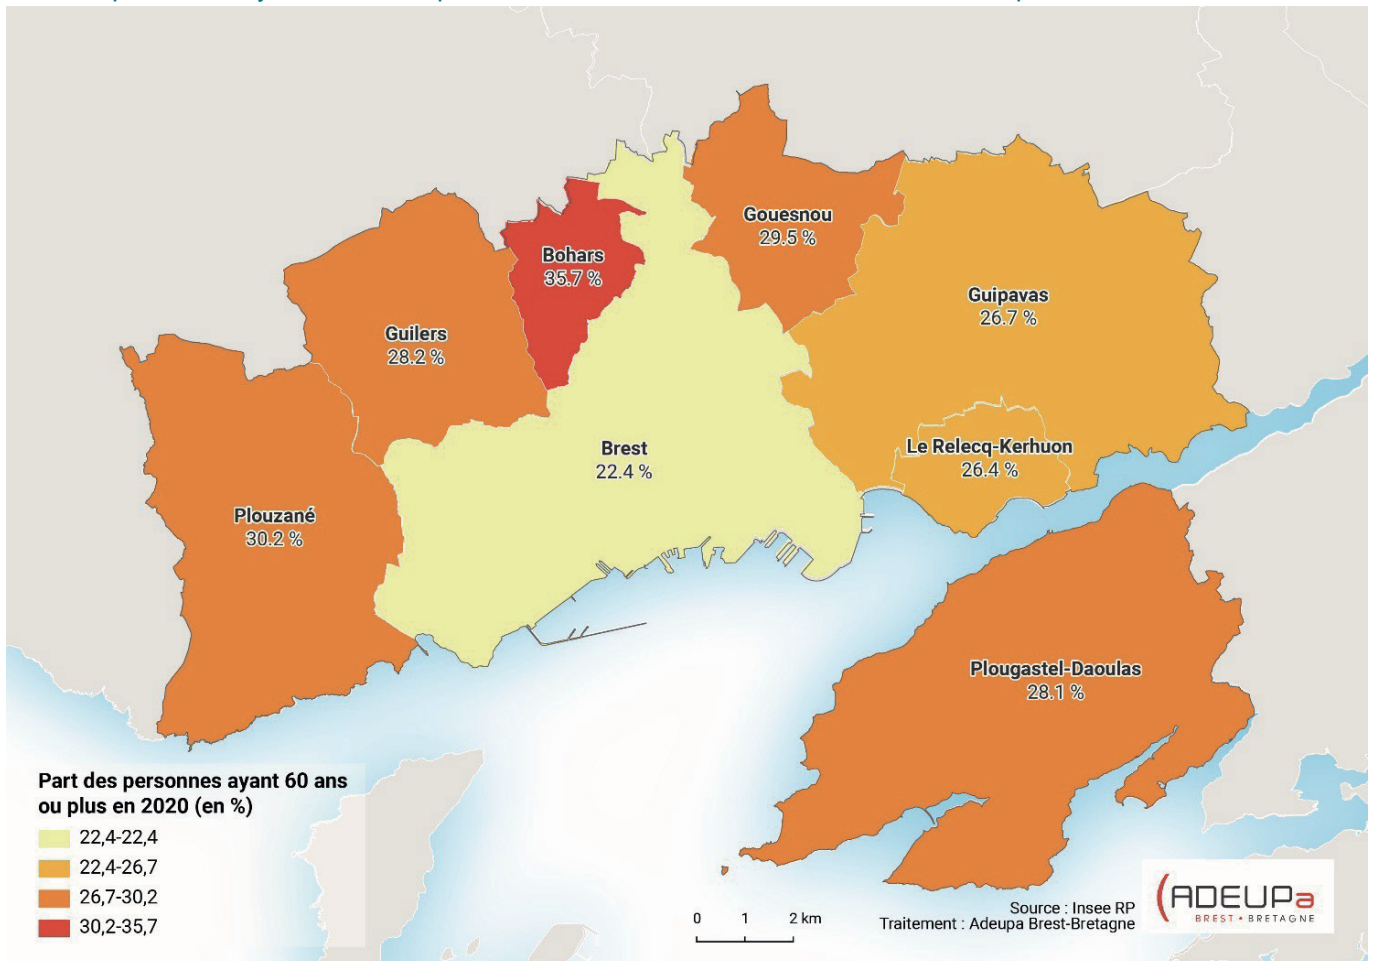 Gouesnou
29.5 %
Bohars
35.7 %
Guipavas
26.7 %
Guilers
28.2 %
Brest
22.4 %
Le Relecq-Kerhuon
26.4 %
Plouzané
30.2 %
Plougastel-Daoulas
28.1 %
Part des personnes ayant 60 ans
ou plus en 2020 (en %)
22,4-22,4
22,4-26,7
26,7-30,2
30,2-35,7
0 1 2 km
Source : Insee RP
Traitement : Adeupa Brest-Bretagne
ADEUPa
BREST • BRETAGNE